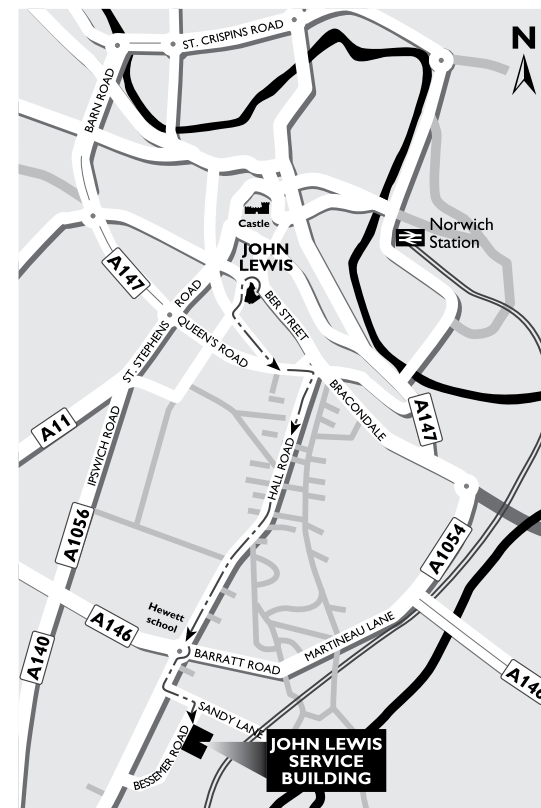 ST. CRISPINS ROAD
N
BARN ROAD
Castle
Norwich
Station
JOHN
LEWIS
A147
BER STREET
ST. STEPHENS ROAD
QUEEN'S ROAD
BRACONDALE
A11
A147
IPSWICH ROAD
HALL ROAD
A1056
A1054
Hewett
school
A146
MARTINEAU LANE
BARRATT ROAD
A140
A146
SANDY LANE
BESSEMER ROAD
JOHN LEWIS
SERVICE
BUILDING